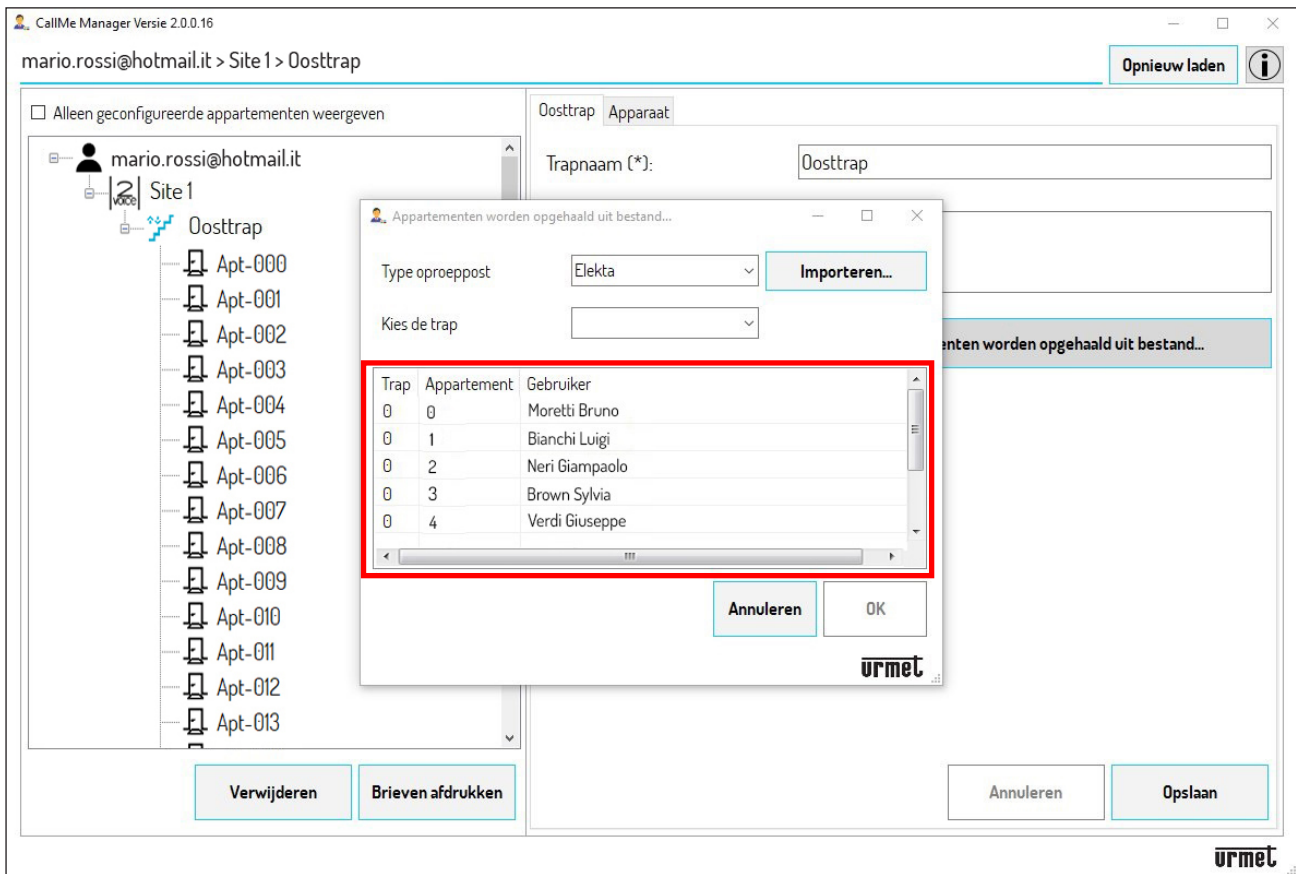 CallMe Manager Versie 2.0.0.16
mario.rossi@hotmail.it > Site 1 > Oosttrap
Opnieuw laden
Alleen geconfigureerde appartementen weergeven
mario.rossi@hotmail.it
2 voice
Site 1
Oosttrap
Apt-000
Apt-001
Apt-002
Apt-003
Apt-004
Apt-005
Apt-006
Apt-007
Apt-008
Apt-009
Apt-010
Apt-011
Apt-012
Apt-013
Verwijderen
Brieven afdrukken
Oosttrap Apparaat
Trapnaam (*): Oosttrap
worden opgehaald uit bestand...
Appartementen worden opgehaald uit bestand...
Type oproeppost Elekta Importeren...
Kies de trap
Trap Appartement Gebruiker
0 0 Moretti Bruno
0 1 Bianchi Luigi
0 2 Neri Giampaolo
0 3 Brown Sylvia
0 4 Verdi Giuseppe
Annuleren OK
urmet
Annuleren Opslaan
urmet